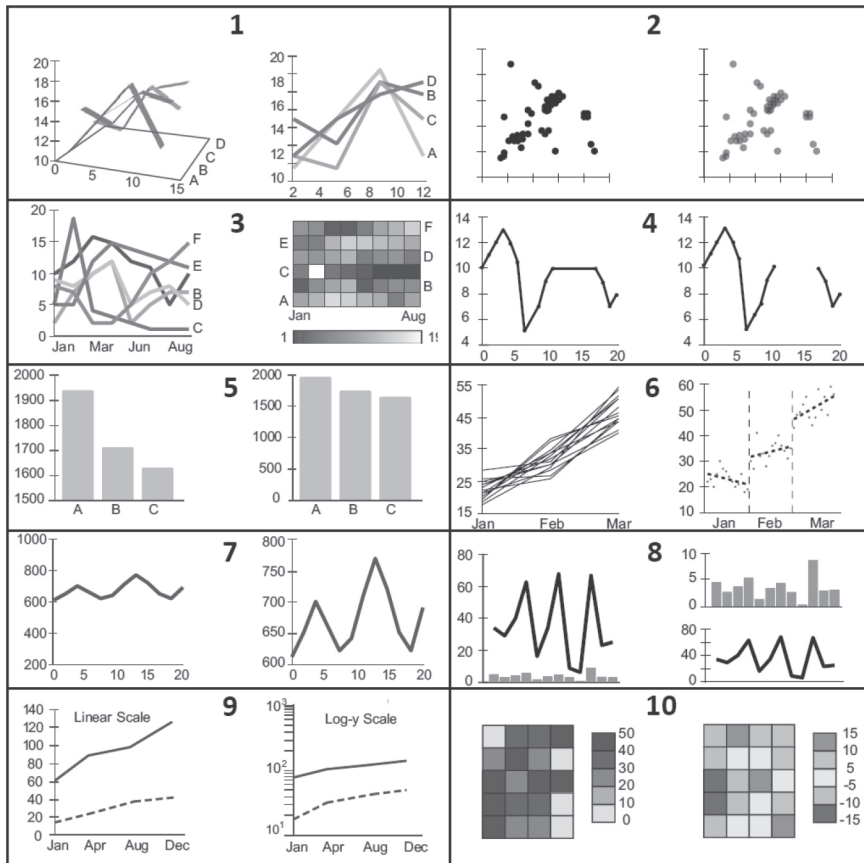 1
20
18
16
14
12
10
0
5
10
15
A
B
C
D
20
18
16
14
12
10
2
4
6
8
10
12
D
B
C
A
2
3
20
15
10
5
0
Jan
Mar
Jun
Aug
F
E
B
D
C
E
C
A
F
D
B
Jan
Aug
1
4
14
12
10
8
6
4
0
5
10
15
20
14
12
10
8
6
4
0
5
10
15
20
5
2000
1900
1800
1700
1600
1500
A
B
C
2000
1500
1000
500
0
A
B
C
6
55
45
35
25
15
Jan
Feb
Mar
60
50
40
30
20
10
Jan
Feb
Mar
7
1000
800
600
400
200
0
5
10
15
20
800
750
700
650
600
0
5
10
15
20
8
80
60
40
20
0
10
5
0
80
40
0
9
140
120
100
80
60
40
20
0
Linear Scale
Jan
Apr
Aug
Dec
10³
10²
10¹
Log-y Scale
Jan
Apr
Aug
Dec
10
50
40
30
20
10
0
15
10
5
-5
-10
-15